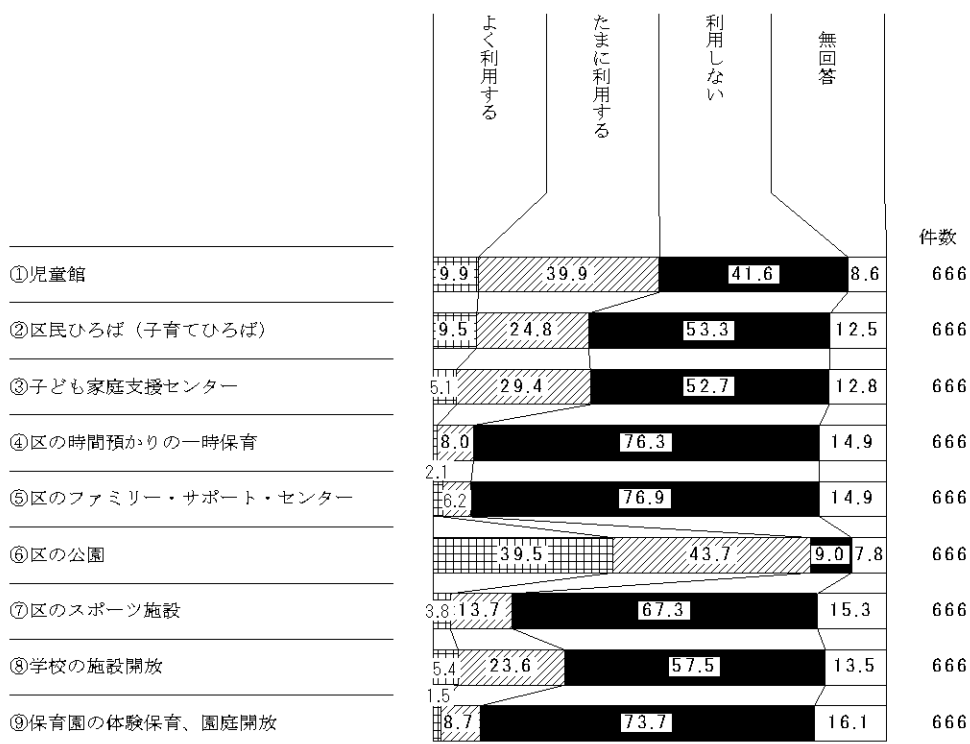 よく利用する
たまに利用する
利用しない
無回答
件数
①児童館 9.9 39.9 41.6 8.6 666
②区民ひろば（子育てひろば） 9.5 24.8 53.3 12.5 666
③子ども家庭支援センター 5.1 29.4 52.7 12.8 666
④区の時間預かりの一時保育 8.0 76.3 14.9 666
2.1
⑤区のファミリー・サポート・センター 6.2 76.9 14.9 666
⑥区の公園 39.5 43.7 9.0 7.8 666
⑦区のスポーツ施設 3.8 13.7 67.3 15.3 666
⑧学校の施設開放 5.4 23.6 57.5 13.5 666
1.5
⑨保育園の体験保育、園庭開放 8.7 73.7 16.1 666